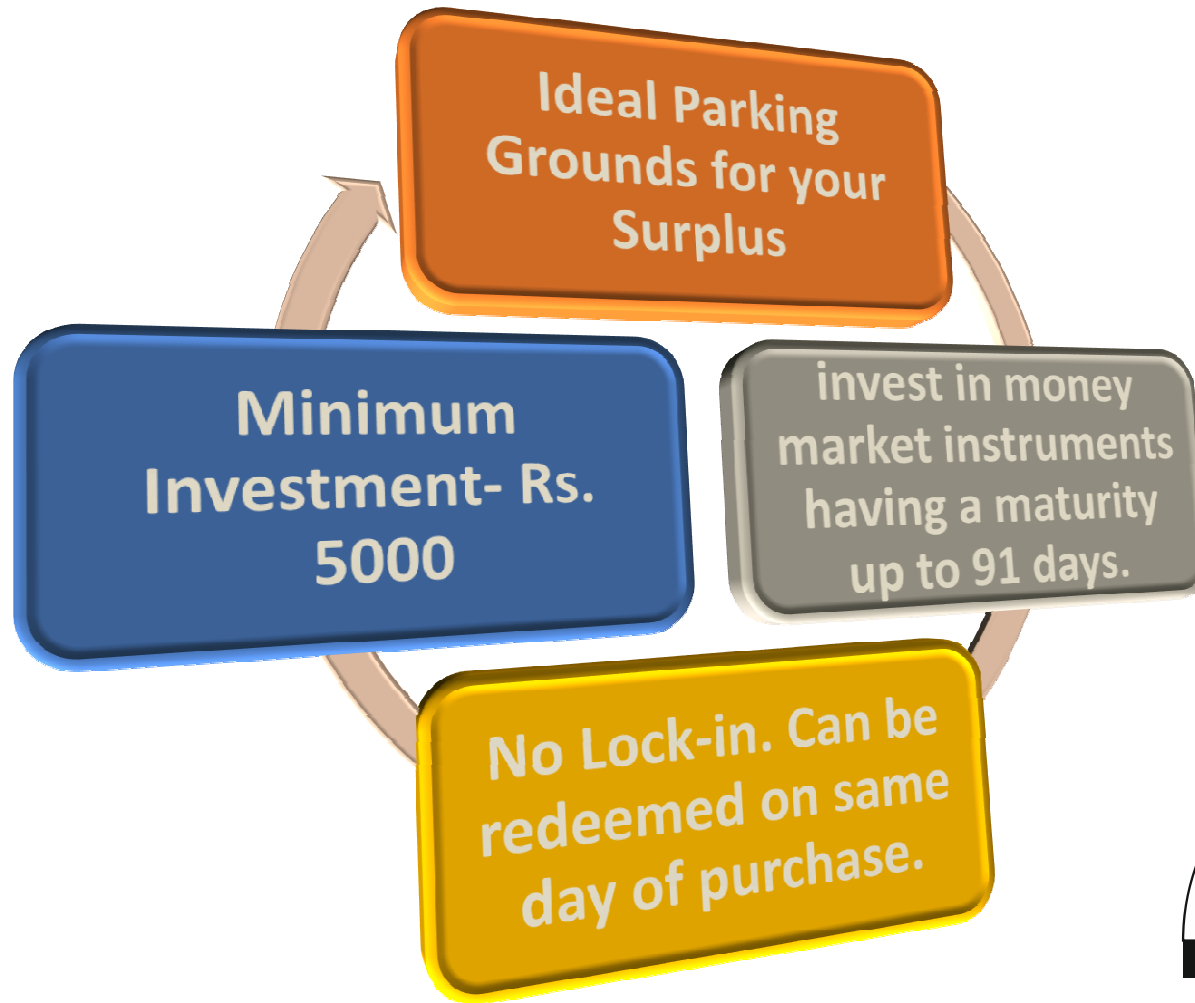 Ideal Parking
Grounds for your
Surplus
invest in money
market instruments
having a maturity
up to 91 days.
No Lock-in. Can be
redeemed on same
day of purchase.
Minimum
Investment- Rs.
5000